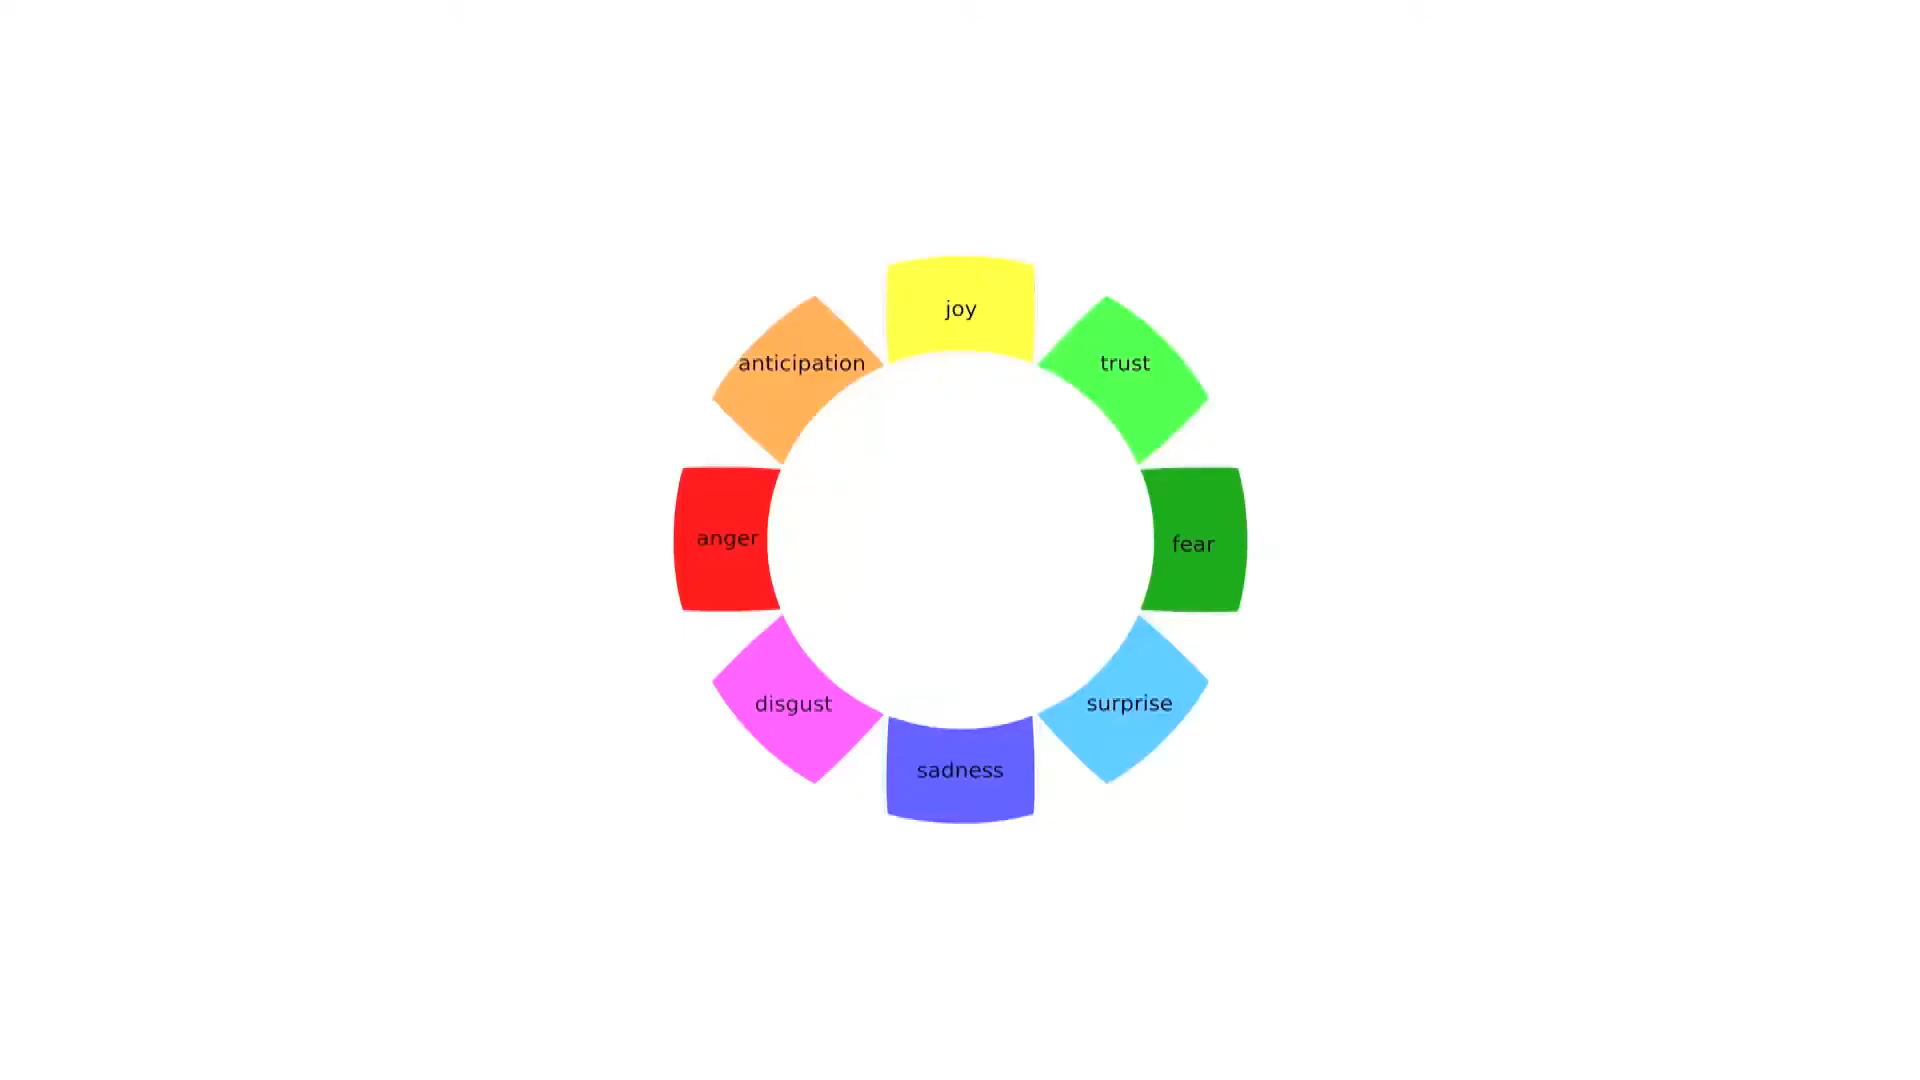 joy
anticipation
trust
anger
fear
disgust
surprise
sadness